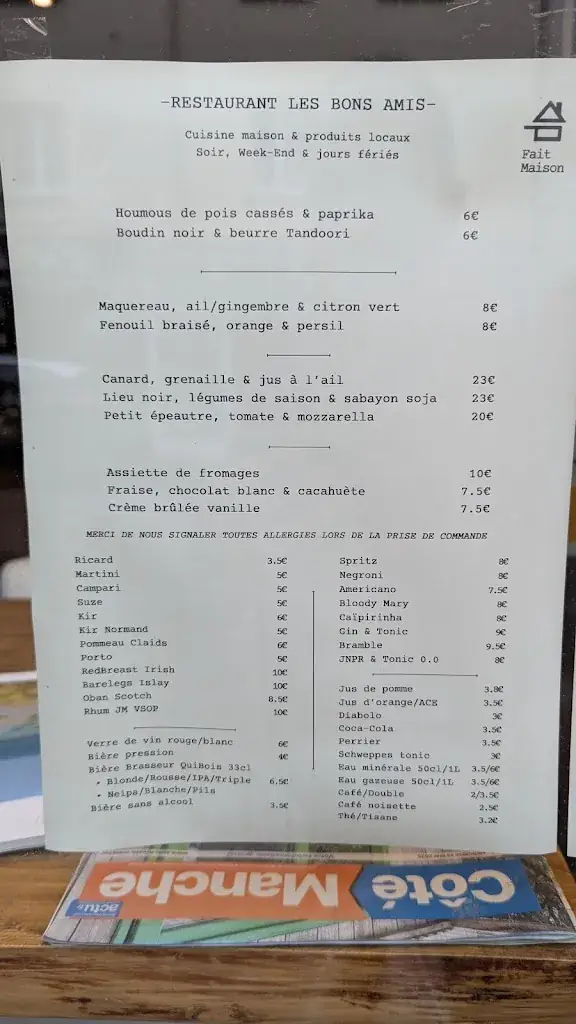 -RESTAURANT LES BONS AMIS-
Cuisine maison & produits locaux
Soir, Week-End & jours fériés
Fait
Maison
Houmous de pois cassés & paprika 6€
Boudin noir & beurre Tandoori 6€
Maquereau, ail/gingembre & citron vert 8€
Fenouil braisé, orange & persil 8€
Canard, grenaille & jus à l'ail 23€
Lieu noir, légumes de saison & sabayon soja 23€
Petit épeautre, tomate & mozzarella 20€
Assiette de fromages 10€
Fraise, chocolat blanc & cacahuète 7.5€
Crème brûlée vanille 7.5€
MERCI DE NOUS SIGNALER TOUTES ALLERGIES LORS DE LA PRISE DE COMMANDE
Ricard 3.5€
Martini 5€
Campari 5€
Suze 5€
Kir 6€
Kir Normand 5€
Pommeau Claids 6€
Porto 5€
RedBreast Irish 10€
Barelegs Islay 10€
Oban Scotch 8.5€
Rhum JM VSOP 10€
Verre de vin rouge/blanc 6€
Bière pression 4€
Bière Brasseur QuiBois 33cl
• Blonde/Rousse/IPA/Triple 6.5€
• Neipa/Blanche/Pils
Bière sans alcool 3.5€
Spritz 8€
Negroni 8€
Americano 7.5€
Bloody Mary 8€
Caïpirinha 8€
Gin & Tonic 9€
Bramble 9.5€
JNPR & Tonic 0.0 8€
Jus de pomme 3.8€
Jus d'orange/ACE 3.5€
Diabolo 3€
Coca-Cola 3.5€
Perrier 3.5€
Schweppes tonic 3€
Eau minérale 50cl/1L 3.5/6€
Eau gazeuse 50cl/1L 3.5/6€
Café/Double 2/3.5€
Café noisette 2.5€
Thé/Tisane 3.2€
Côté Manche
actu.fr